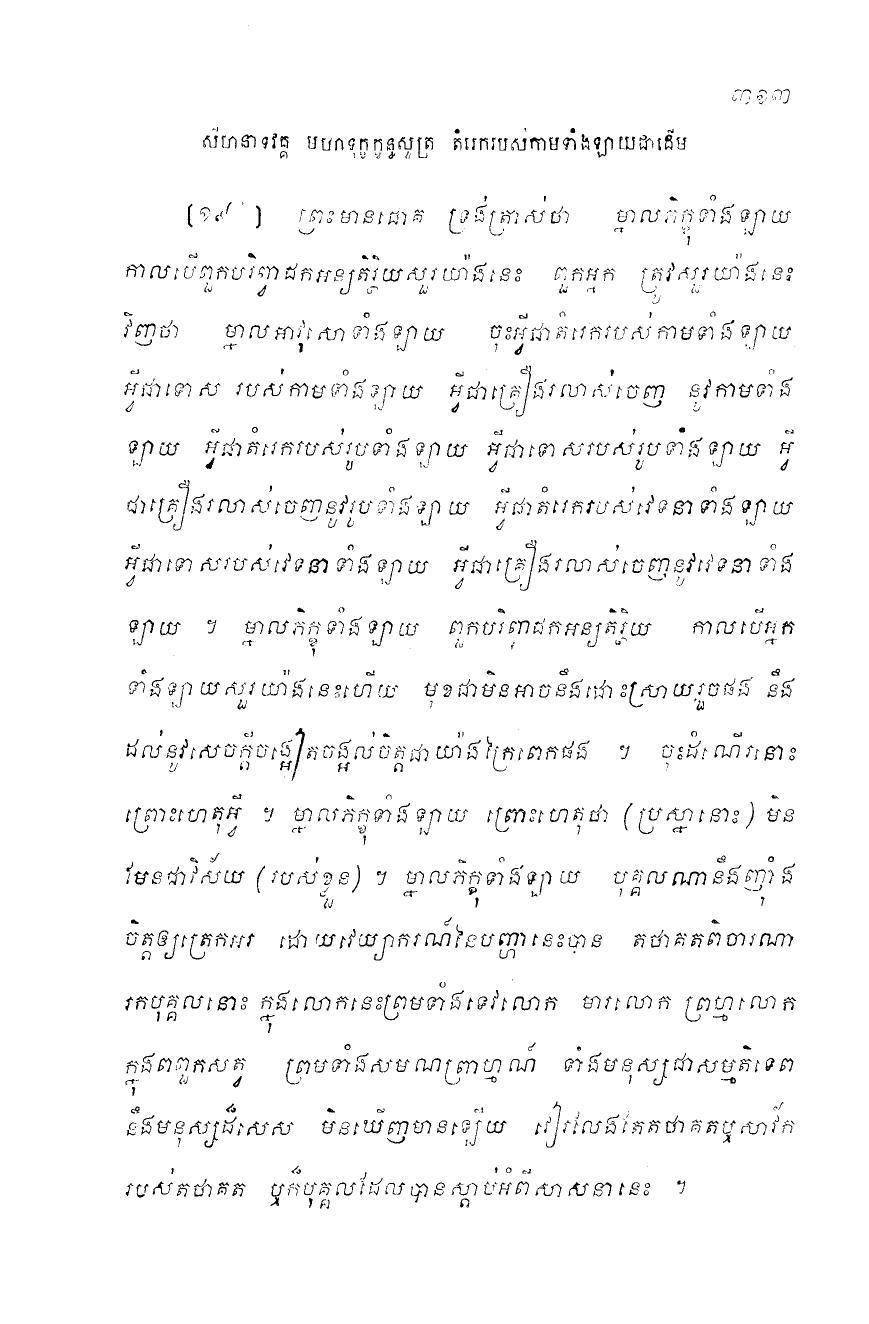 ៣១៣
សីហនាទវគ្គ មហាទុក្ខក្ខន្ធសូត្រ តំរេករបស់កាមទាំងឡាយជាដើម
[១៩ ] ព្រះមានជោគ ទ្រង់ត្រាស់ថា ម្នាលភិក្ខុទាំងឡាយ
កាលបើពួកបរិព្វាជកអន្យតិរ្ថិយសួរយ៉ាងនេះ ពួកអ្នក ត្រូវសួរយ៉ាងនេះ
វិញថា ម្នាលអាវុសោទាំងឡាយ ចុះអ្វីជាតំរេករបស់កាមទាំងឡាយ
អ្វីជាទោស របស់កាមទាំងឡាយ អ្វីជាគ្រឿងរលាស់ចេញ នូវកាមទាំង
ឡាយ អ្វីជាតំរេករបស់រូបទាំងឡាយ អ្វីជាទោសរបស់រូបទាំងឡាយ អ្វី
ជាគ្រឿងរលាស់ចេញនូវរូបទាំងឡាយ អ្វីជាតំរេករបស់វេទនាទាំងឡាយ
អ្វីជាទោសរបស់វេទនាទាំងឡាយ អ្វីជាគ្រឿងរលាស់ចេញនូវវេទនាទាំង
ឡាយ ។ ម្នាលភិក្ខុទាំងឡាយ ពួកបរិព្វាជកអន្យតិរ្ថិយ កាលបើអ្នក
ទាំងឡាយសួរយ៉ាងនេះហើយ មុខជាមិនអាចនឹងដោះស្រាយរួចផង នឹង
ដល់នូវសេចក្តីចង្អៀតចង្អល់ចិត្តជាយ៉ាងក្រៃពេកផង ។ ចុះដំណើរនោះ
ព្រោះហេតុអ្វី ។ ម្នាលភិក្ខុទាំងឡាយ ព្រោះហេតុថា (ប្រស្នានោះ) មិន
មែនជាវិស័យ (របស់ខ្លួន) ។ ម្នាលភិក្ខុទាំងឡាយ បុគ្គលណានឹងញ៉ាំង
ចិត្តឲ្យត្រេកអរ ដោយវេយ្យាករណ៍នៃបញ្ហានេះបាន តថាគតពិចារណា
រកបុគ្គលនោះ ក្នុងលោកនេះព្រមទាំងទេវលោក មារលោក ព្រហ្មលោក
ក្នុងពពួកសត្វ ព្រមទាំងសមណព្រាហ្មណ៍ ទាំងមនុស្សជាសម្មតិទេព
នឹងមនុស្សដ៏សេស មិនឃើញមានឡើយ វៀរលែងតែតថាគតឬសាវ័ក
របស់តថាគត ឬក៏បុគ្គលដែលបានស្តាប់អំពីសាសនានេះ ។